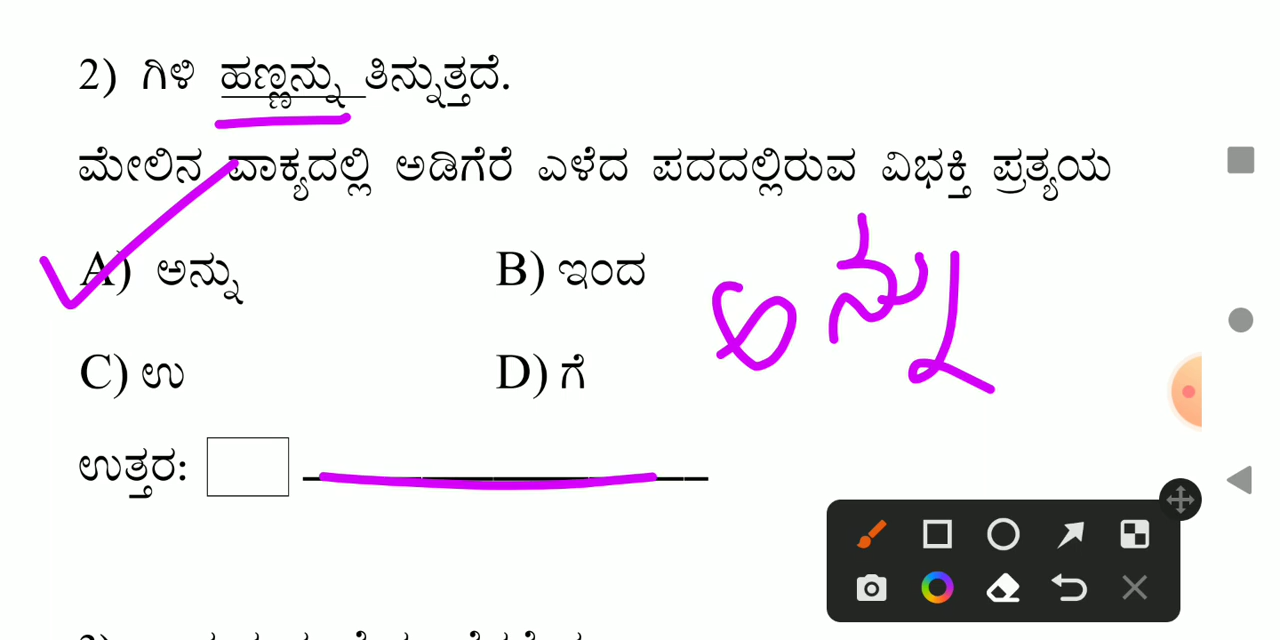 2) ಗಿಳಿ ಹಣ್ಣನ್ನು ತಿನ್ನುತ್ತದೆ.
ಮೇಲಿನ ವಾಕ್ಯದಲ್ಲಿ ಅಡಿಗೆರೆ ಎಳೆದ ಪದದಲ್ಲಿರುವ ವಿಭಕ್ತಿ ಪ್ರತ್ಯಯ
A) ಅನ್ನು B) ಇಂದ
ಅನ್ನು
C) ಉ D) ಗೆ
ಉತ್ತರ: